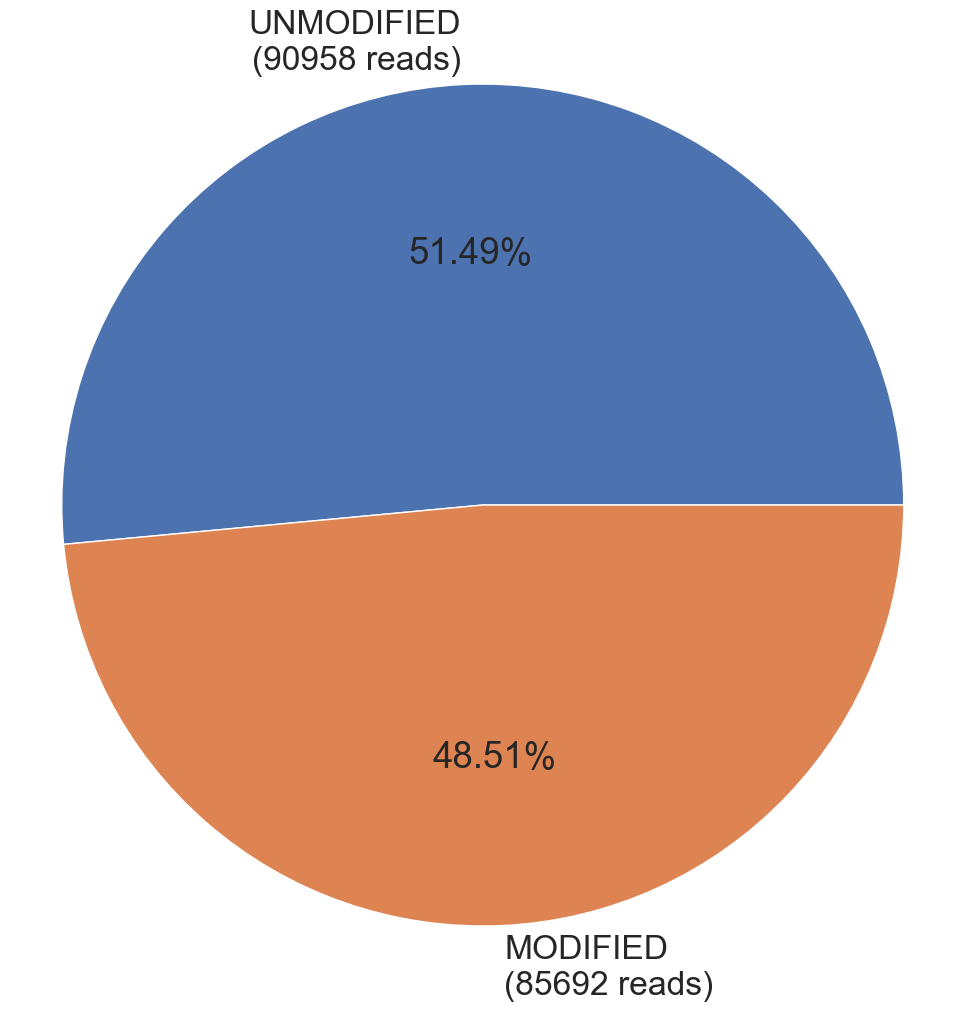 UNMODIFIED
(90958 reads)
51.49%
48.51%
MODIFIED
(85692 reads)